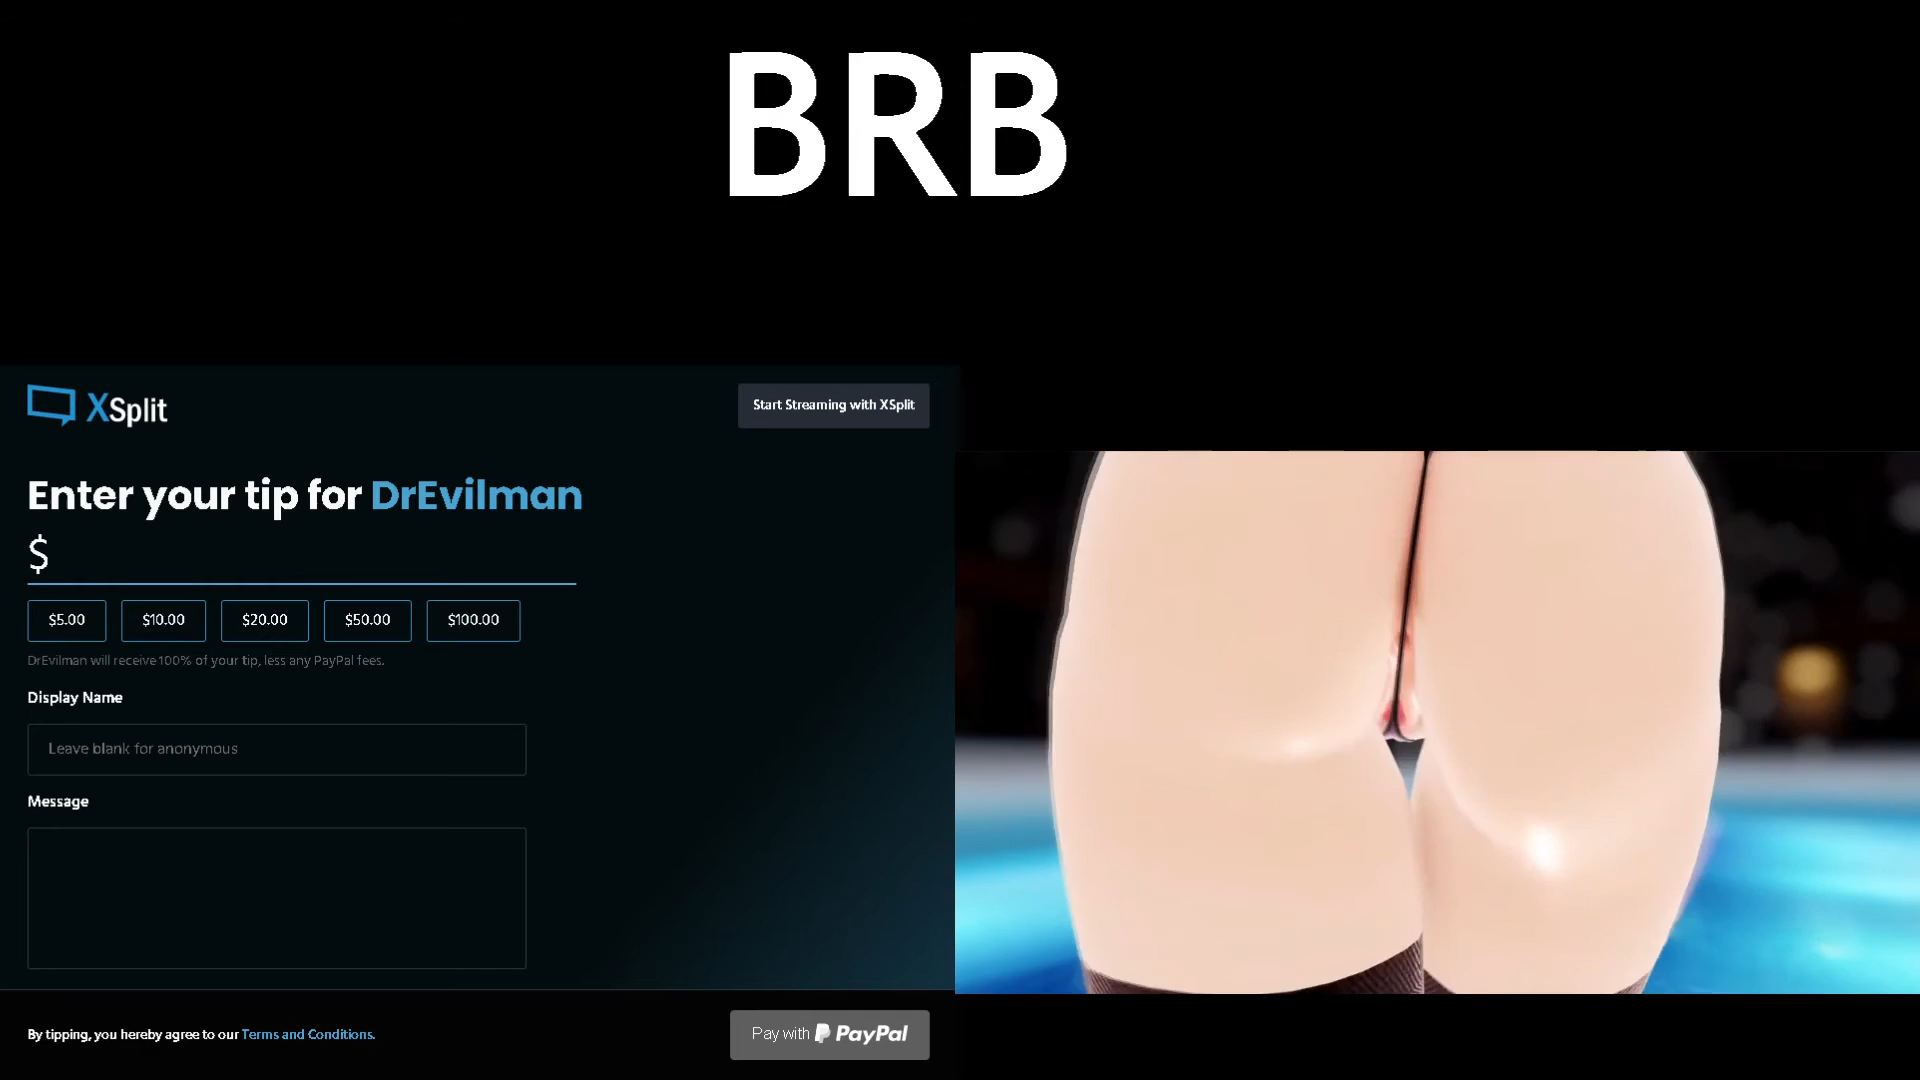 BRB
XSplit
Start Streaming with XSplit
Enter your tip for DrEvilman
$
$5.00
$10.00
$20.00
$50.00
$100.00
DrEvilman will receive 100% of your tip, less any PayPal fees.
Display Name
Leave blank for anonymous
Message
By tipping, you hereby agree to our Terms and Conditions.
Pay with PayPal